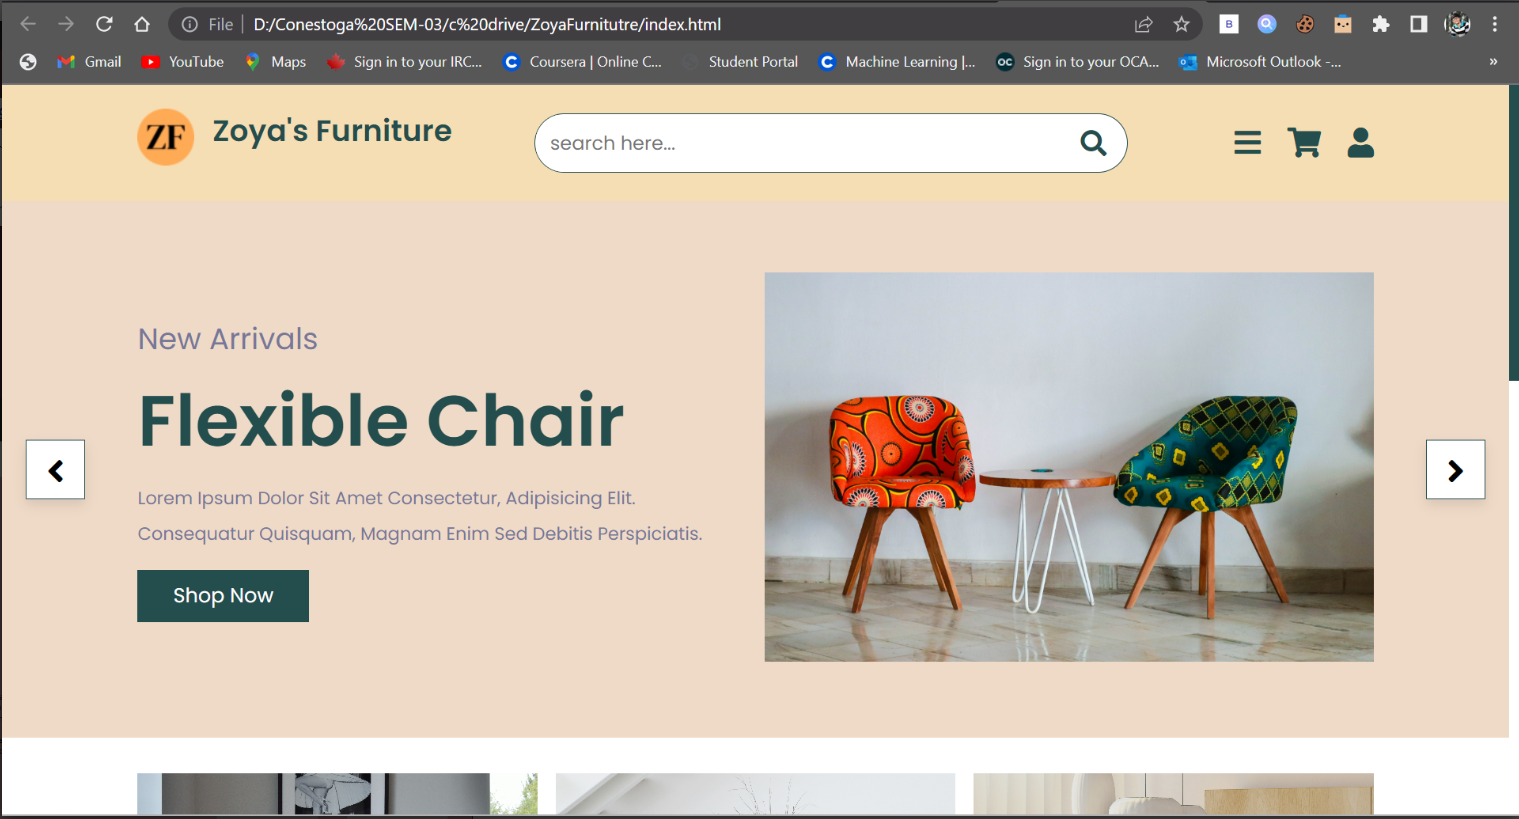 File D:/Conestoga%20SEM-03/c%20drive/ZoyaFurnitutre/index.html
B
Gmail YouTube Maps Sign in to your IRC... Coursera | Online C... Student Portal Machine Learning |... OC Sign in to your OCA... Microsoft Outlook -... »
ZF Zoya's Furniture search here...
New Arrivals
Flexible Chair
Lorem Ipsum Dolor Sit Amet Consectetur, Adipisicing Elit.
Consequatur Quisquam, Magnam Enim Sed Debitis Perspiciatis.
Shop Now